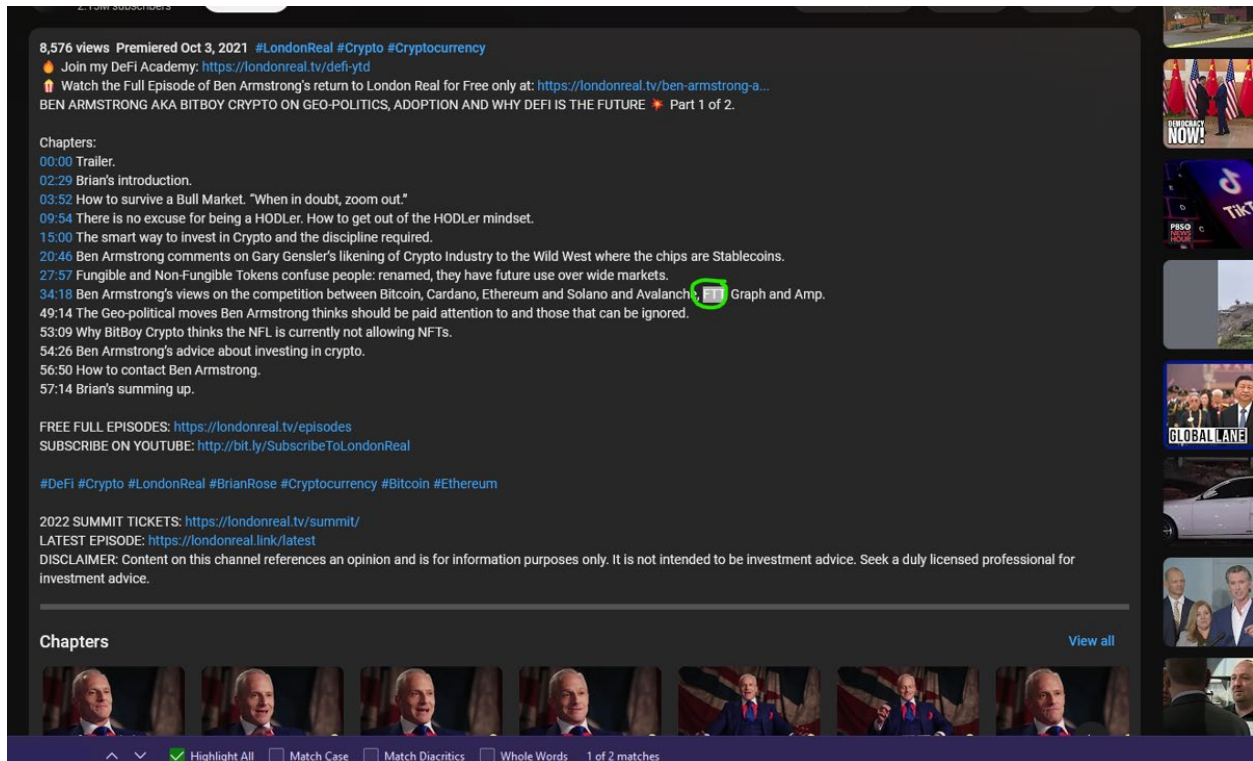 2.15M subscribers
8,576 views Premiered Oct 3, 2021 #LondonReal #Crypto #Cryptocurrency
🔥 Join my DeFi Academy: https://londonreal.tv/defi-ytd
🍿 Watch the Full Episode of Ben Armstrong's return to London Real for Free only at: https://londonreal.tv/ben-armstrong-a...
BEN ARMSTRONG AKA BITBOY CRYPTO ON GEO-POLITICS, ADOPTION AND WHY DEFI IS THE FUTURE 💥 Part 1 of 2.
Chapters:
00:00 Trailer.
02:29 Brian's introduction.
03:52 How to survive a Bull Market. "When in doubt, zoom out."
09:54 There is no excuse for being a HODLer. How to get out of the HODLer mindset.
15:00 The smart way to invest in Crypto and the discipline required.
20:46 Ben Armstrong comments on Gary Gensler's likening of Crypto Industry to the Wild West where the chips are Stablecoins.
27:57 Fungible and Non-Fungible Tokens confuse people: renamed, they have future use over wide markets.
34:18 Ben Armstrong's views on the competition between Bitcoin, Cardano, Ethereum and Solano and Avalanche, FTT Graph and Amp.
49:14 The Geo-political moves Ben Armstrong thinks should be paid attention to and those that can be ignored.
53:09 Why BitBoy Crypto thinks the NFL is currently not allowing NFTs.
54:26 Ben Armstrong's advice about investing in crypto.
56:50 How to contact Ben Armstrong.
57:14 Brian's summing up.
FREE FULL EPISODES: https://londonreal.tv/episodes
SUBSCRIBE ON YOUTUBE: http://bit.ly/SubscribeToLondonReal
#DeFi #Crypto #LondonReal #BrianRose #Cryptocurrency #Bitcoin #Ethereum
2022 SUMMIT TICKETS: https://londonreal.tv/summit/
LATEST EPISODE: https://londonreal.link/latest
DISCLAIMER: Content on this channel references an opinion and is for information purposes only. It is not intended to be investment advice. Seek a duly licensed professional for
investment advice.
Chapters
View all
Highlight All Match Case Match Diacritics Whole Words 1 of 2 matches
DEMOCRACY
NOW!
TikT
PBS
NEWS
HOUR
GLOBAL LANE